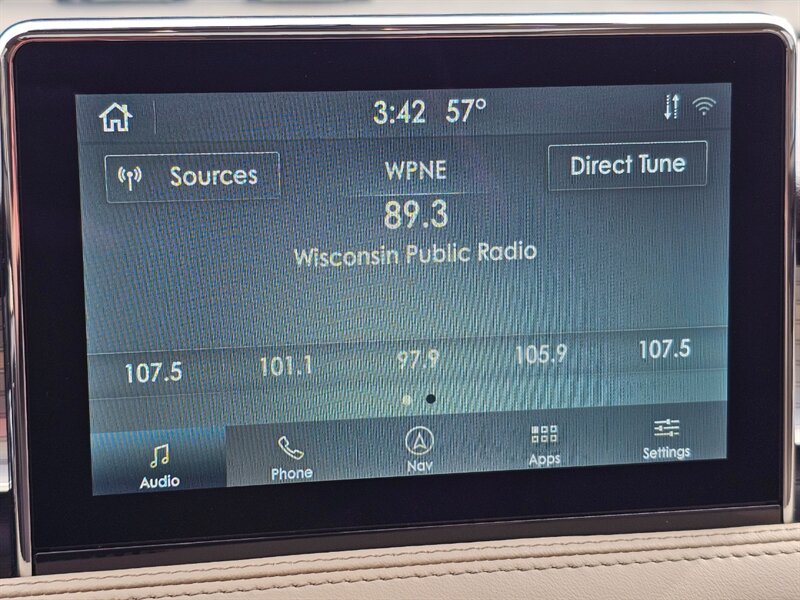 3:42 57°
Sources
WPNE
Direct Tune
89.3
Wisconsin Public Radio
107.5 101.1 97.9 105.9 107.5
Audio Phone Nav Apps Settings